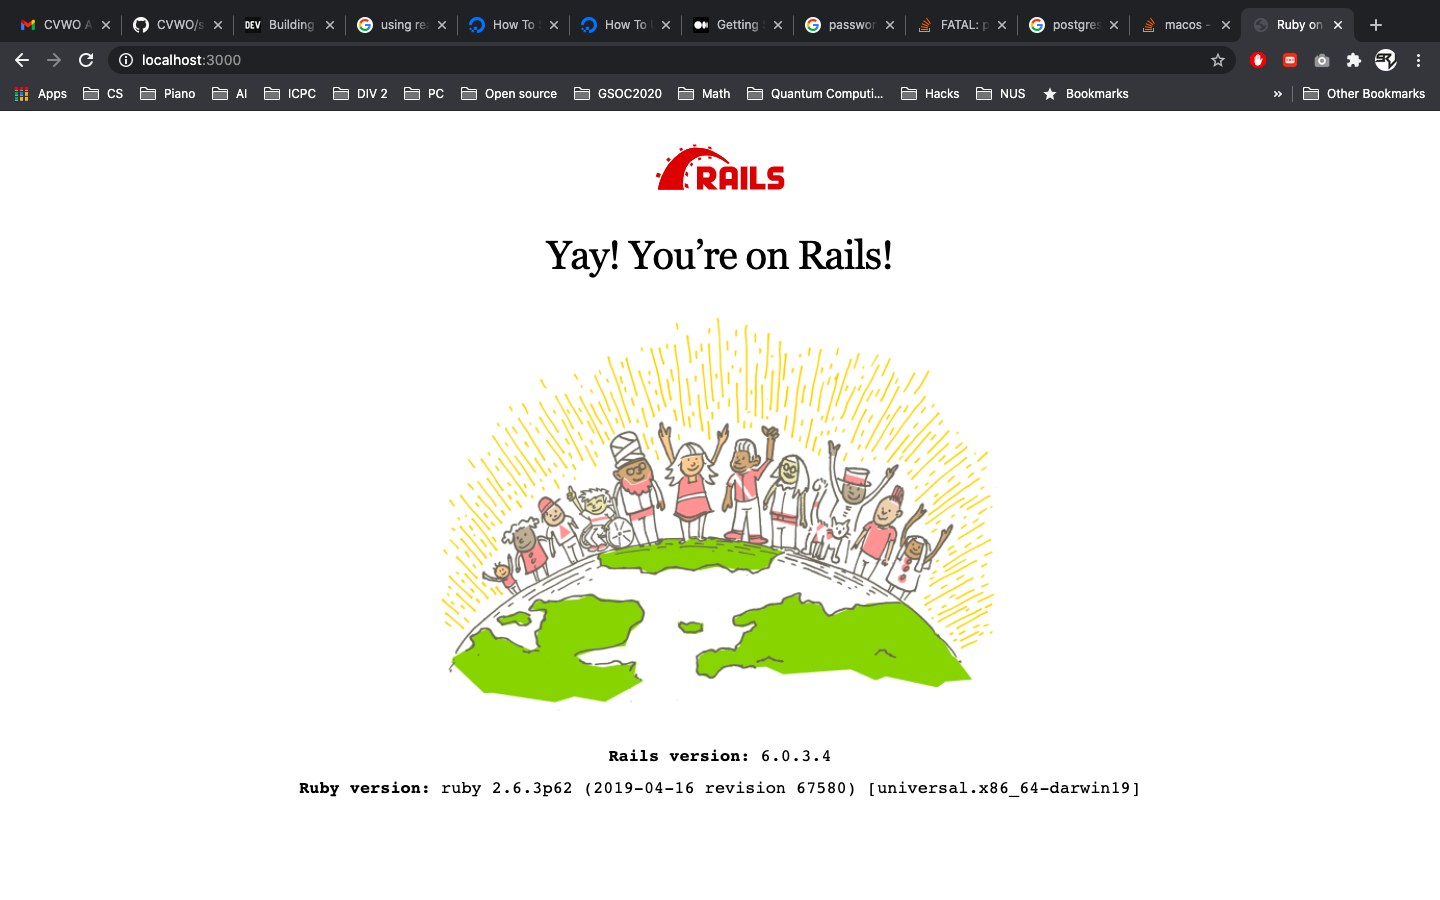 CVWO A
CVWO/s
DEV Building
using rea
How To S
How To
Getting S
passwor
FATAL: p
postgres
macos -
Ruby on
localhost:3000
Apps CS Piano AI ICPC DIV 2 PC Open source GSOC2020 Math Quantum Computi... Hacks NUS Bookmarks » Other Bookmarks
RAILS
Yay! You’re on Rails!
Rails version: 6.0.3.4
Ruby version: ruby 2.6.3p62 (2019-04-16 revision 67580) [universal.x86_64-darwin19]